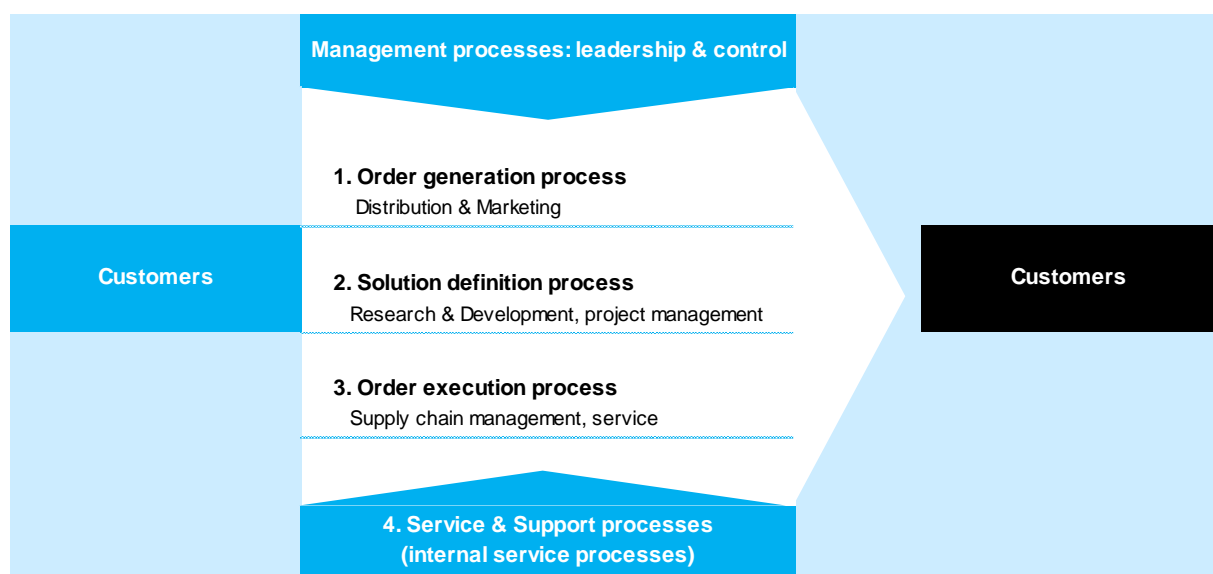 Management processes: leadership & control
1. Order generation process
Distribution & Marketing
Customers
2. Solution definition process
Research & Development, project management
Customers
3. Order execution process
Supply chain management, service
4. Service & Support processes
(internal service processes)